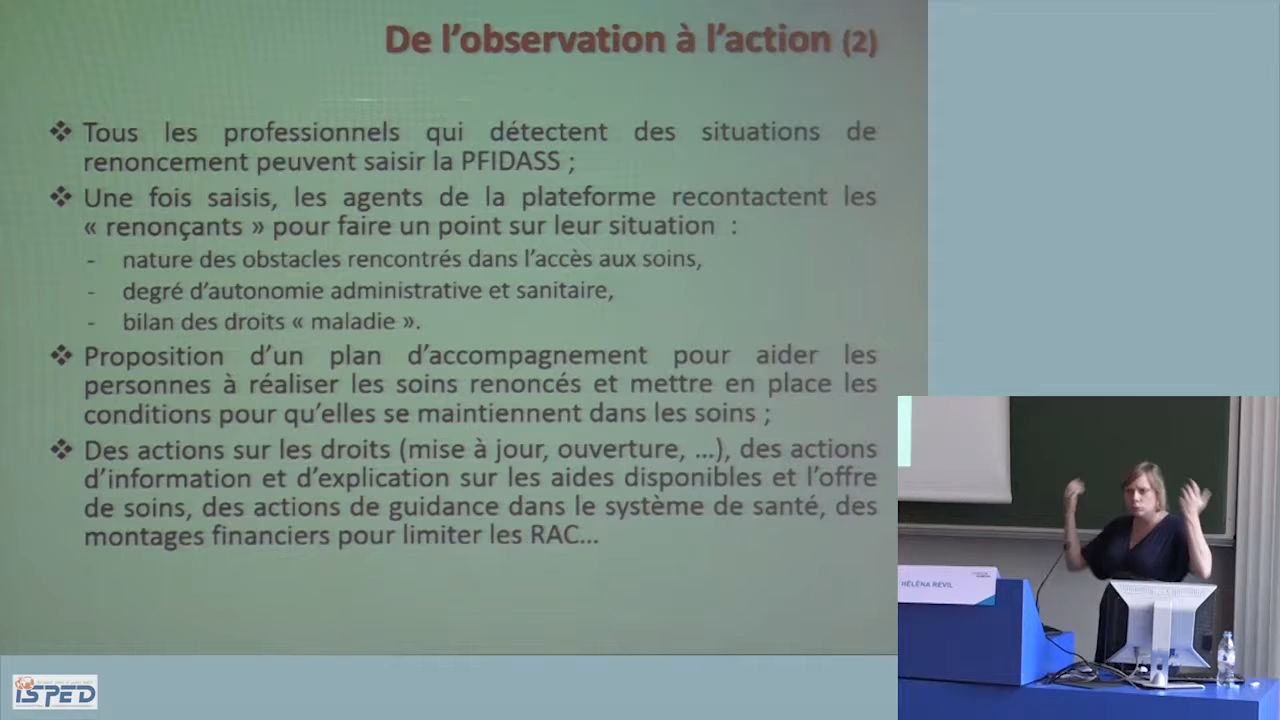 De l'observation à l'action (2)
❖ Tous les professionnels qui détectent des situations de
renoncement peuvent saisir la PFIDASS ;
❖ Une fois saisis, les agents de la plateforme recontactent les
« renonçants » pour faire un point sur leur situation :
- nature des obstacles rencontrés dans l'accès aux soins,
- degré d'autonomie administrative et sanitaire,
- bilan des droits « maladie ».
❖ Proposition d'un plan d'accompagnement pour aider les
personnes à réaliser les soins renoncés et mettre en place les
conditions pour qu'elles se maintiennent dans les soins ;
❖ Des actions sur les droits (mise à jour, ouverture, ...), des actions
d'information et d'explication sur les aides disponibles et l'offre
de soins, des actions de guidance dans le système de santé, des
montages financiers pour limiter les RAC...
HÉLÉNA REVIL
ISPED